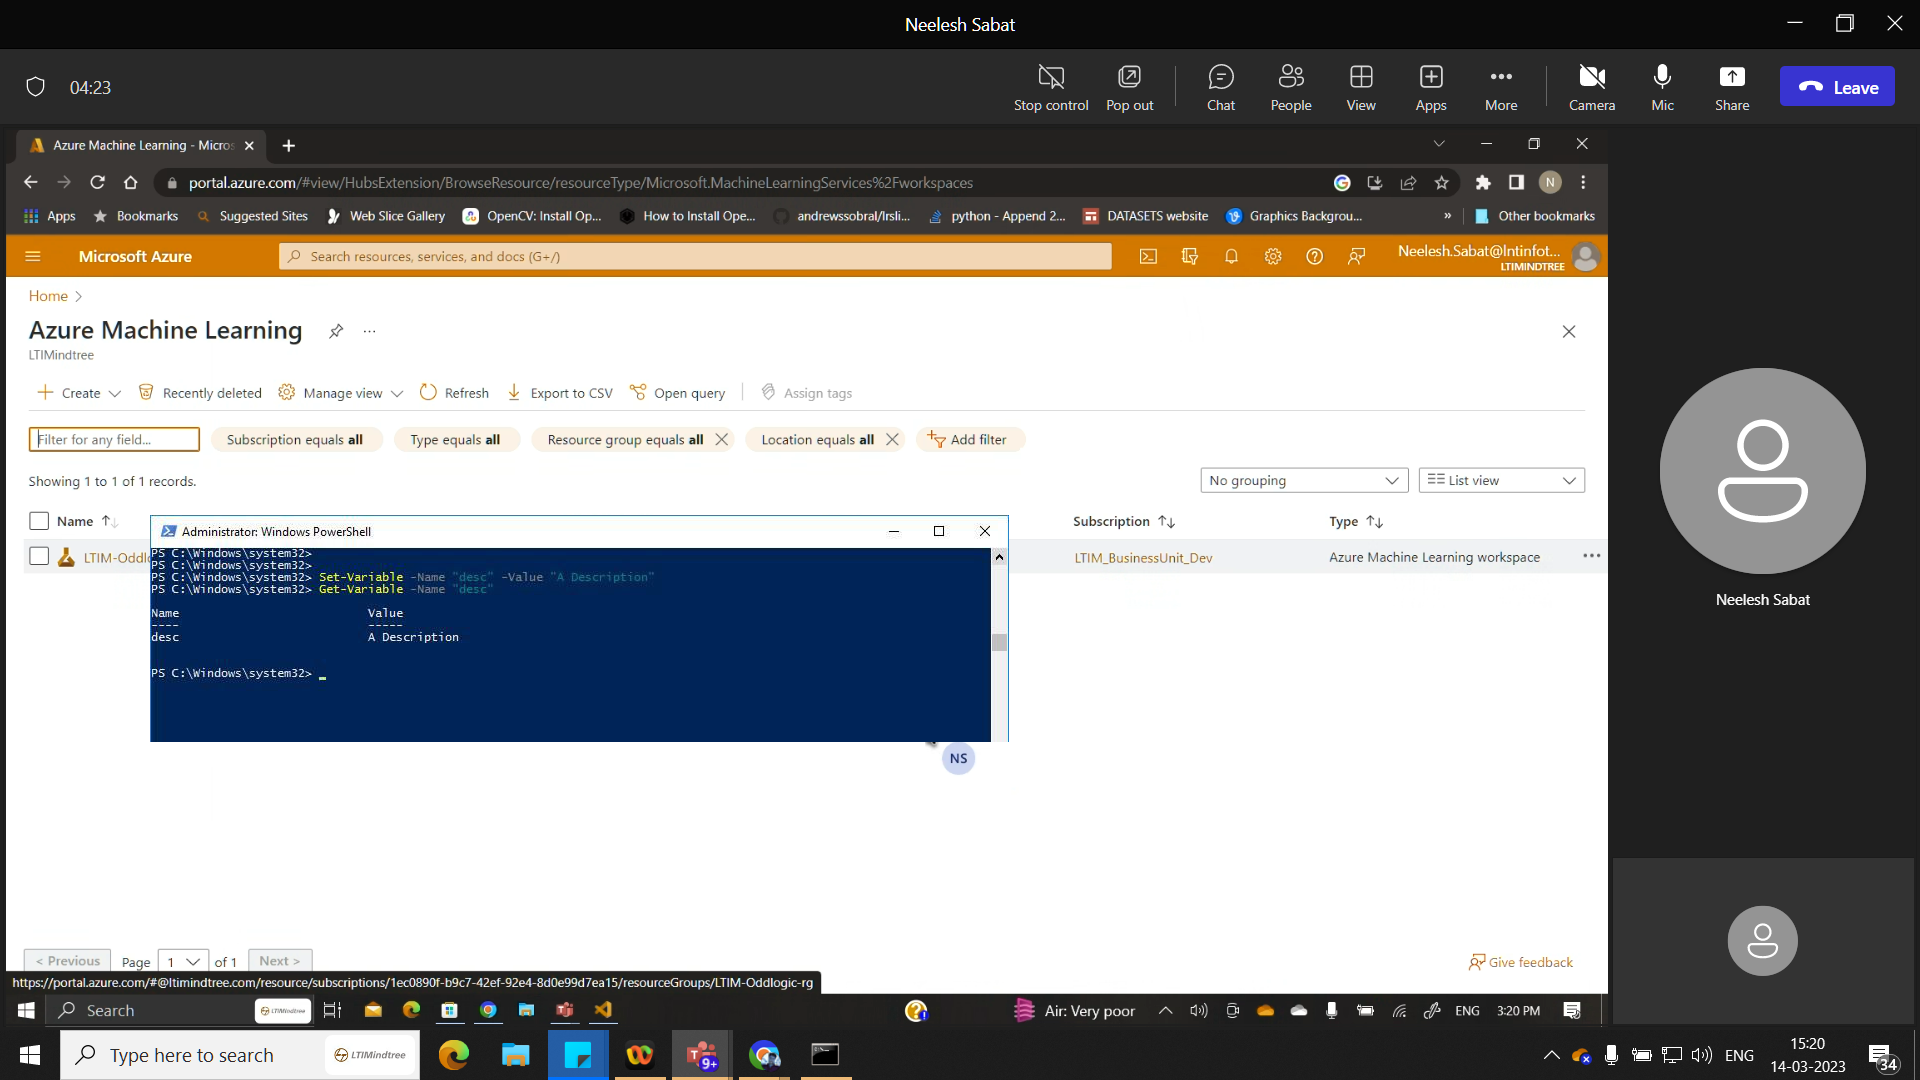 Neelesh Sabat
04:23
Stop control
Pop out
Chat
People
View
Apps
More
Camera
Mic
Share
Leave
Azure Machine Learning - Micros
portal.azure.com/#view/HubsExtension/BrowseResource/resourceType/Microsoft.MachineLearningServices%2Fworkspaces
N
Apps
Bookmarks
Suggested Sites
Web Slice Gallery
OpenCV: Install Op...
How to Install Ope...
andrewssobral/lrsli...
python - Append 2...
DATASETS website
Graphics Backgrou...
»
Other bookmarks
Microsoft Azure
Search resources, services, and docs (G+/)
Neelesh.Sabat@lntinfot...
LTIMINDTREE
Home >
Azure Machine Learning
LTIMindtree
Create
Recently deleted
Manage view
Refresh
Export to CSV
Open query
Assign tags
Filter for any field...
Subscription equals all
Type equals all
Resource group equals all
Location equals all
Add filter
Showing 1 to 1 of 1 records.
No grouping
List view
Name
Subscription
Type
LTIM-Oddlo
LTIM_BusinessUnit_Dev
Azure Machine Learning workspace
Administrator: Windows PowerShell
PS C:\Windows\system32>
PS C:\Windows\system32>
PS C:\Windows\system32> Set-Variable -Name "desc" -Value "A Description"
PS C:\Windows\system32> Get-Variable -Name "desc"
Name Value
---- -----
desc A Description
PS C:\Windows\system32> _
NS
Neelesh Sabat
< Previous
Page 1 of 1
Next >
Give feedback
https://portal.azure.com/#@ltimindtree.com/resource/subscriptions/1ec0890f-b9c7-42ef-92e4-8d0e99d7ea15/resourceGroups/LTIM-Oddlogic-rg
Search
LTIMindtree
Air: Very poor
ENG
3:20 PM
Type here to search
LTIMindtree
9+
ENG
15:20
14-03-2023
34